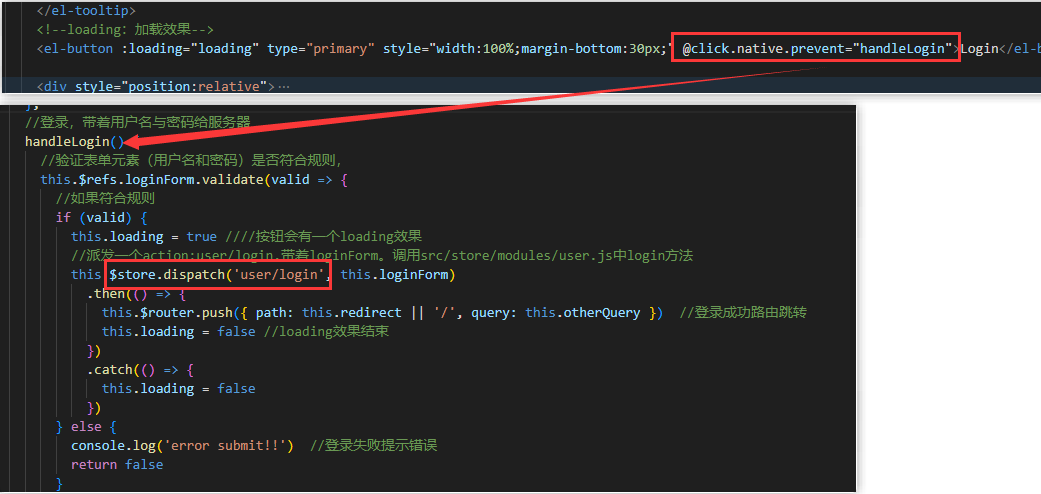 </el-tooltip>
<!--loading：加载效果-->
<el-button :loading="loading" type="primary" style="width:100%;margin-bottom:30px;" @click.native.prevent="handleLogin">Login</el-b
<div style="position:relative">⋯
},
//登录，带着用户名与密码给服务器
handleLogin()
//验证表单元素（用户名和密码）是否符合规则，
this.$refs.loginForm.validate(valid => {
//如果符合规则
if (valid) {
this.loading = true ////按钮会有一个loading效果
//派发一个action:user/login,带着loginForm。调用src/store/modules/user.js中login方法
this $store.dispatch('user/login', this.loginForm)
.then(() => {
this.$router.push({ path: this.redirect || '/', query: this.otherQuery }) //登录成功路由跳转
this.loading = false //loading效果结束
})
.catch(() => {
this.loading = false
})
} else {
console.log('error submit!!') //登录失败提示错误
return false
}